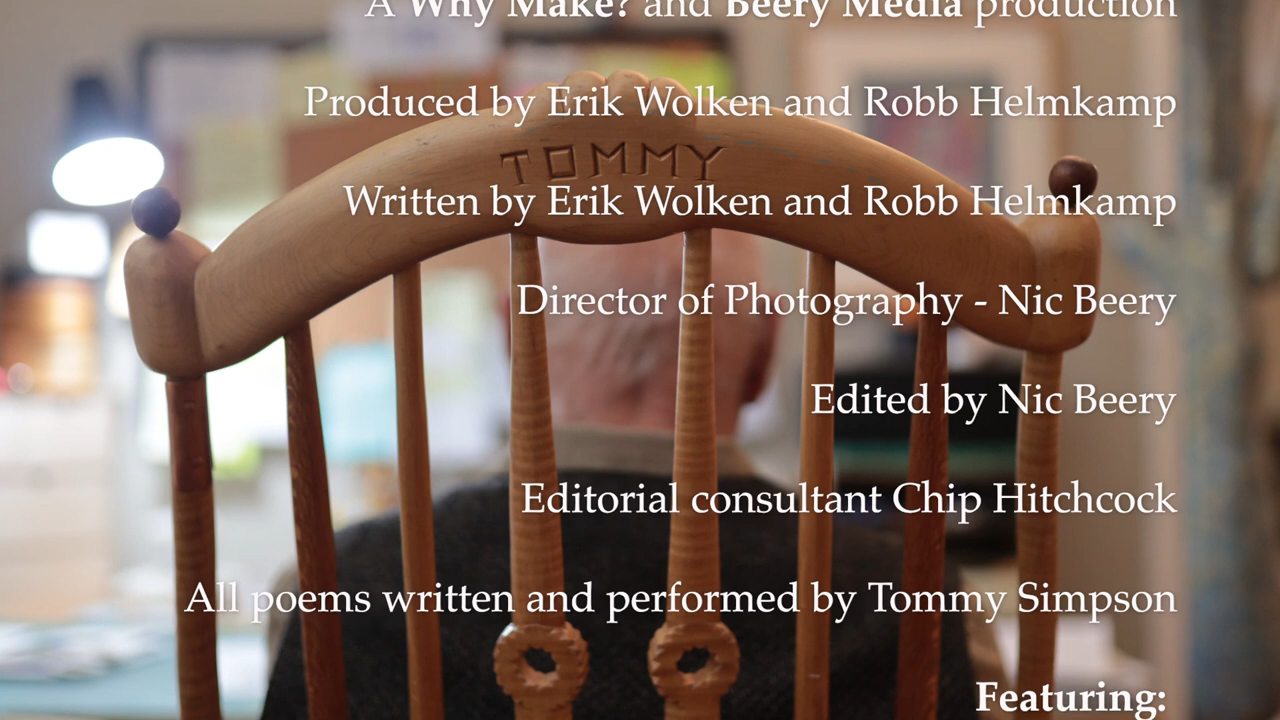 A Why Make? and Beery Media production
Produced by Erik Wolken and Robb Helmkamp
TOMMY
Written by Erik Wolken and Robb Helmkamp
Director of Photography - Nic Beery
Edited by Nic Beery
Editorial consultant Chip Hitchcock
All poems written and performed by Tommy Simpson
Featuring: